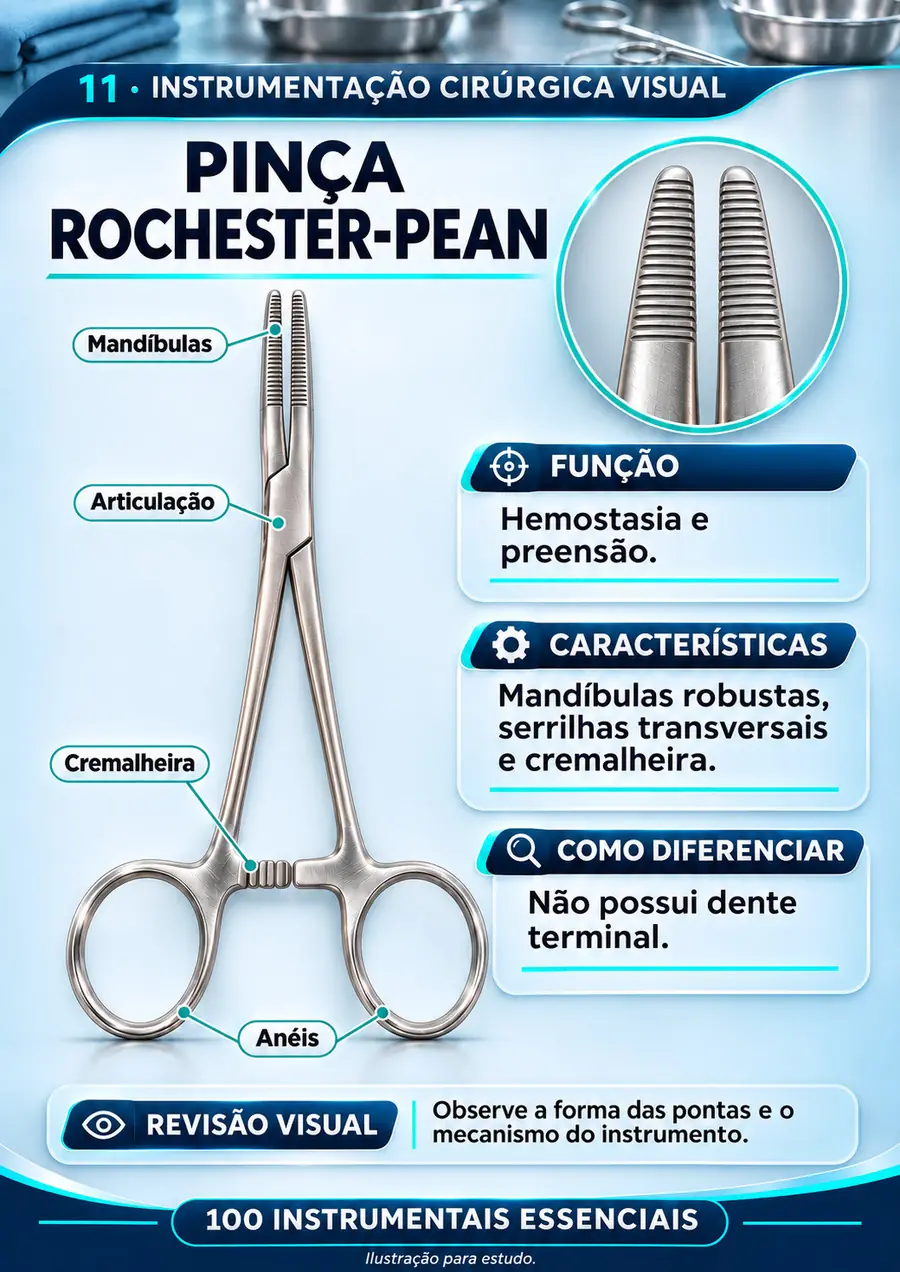 11 · INSTRUMENTAÇÃO CIRÚRGICA VISUAL
PINÇA
ROCHESTER-PEAN
Mandíbulas
Articulação
Cremalheira
Anéis
FUNÇÃO
Hemostasia e
preensão.
CARACTERÍSTICAS
Mandíbulas robustas,
serrilhas transversais
e cremalheira.
COMO DIFERENCIAR
Não possui dente
terminal.
REVISÃO VISUAL
Observe a forma das pontas e o
mecanismo do instrumento.
100 INSTRUMENTAIS ESSENCIAIS
Ilustração para estudo.